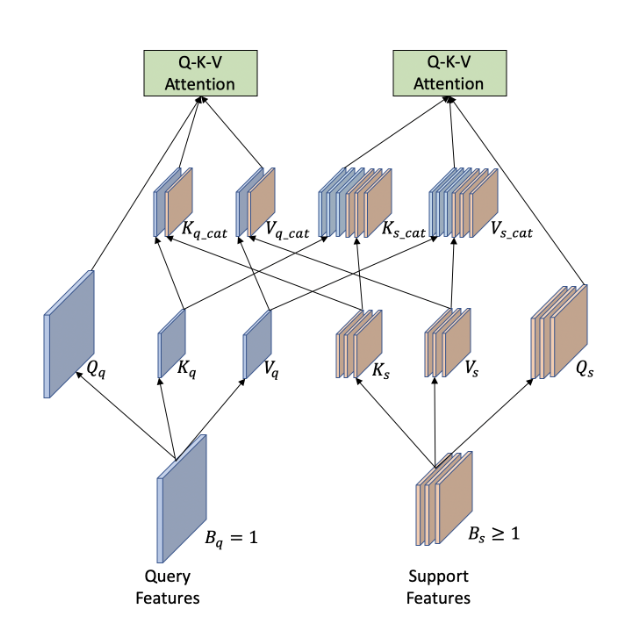 Q-K-V
Attention
Q-K-V
Attention
K_{q\_cat}
V_{q\_cat}
K_{s\_cat}
V_{s\_cat}
Q_q
K_q
V_q
K_s
V_s
Q_s
B_q = 1
B_s ≥ 1
Query
Features
Support
Features